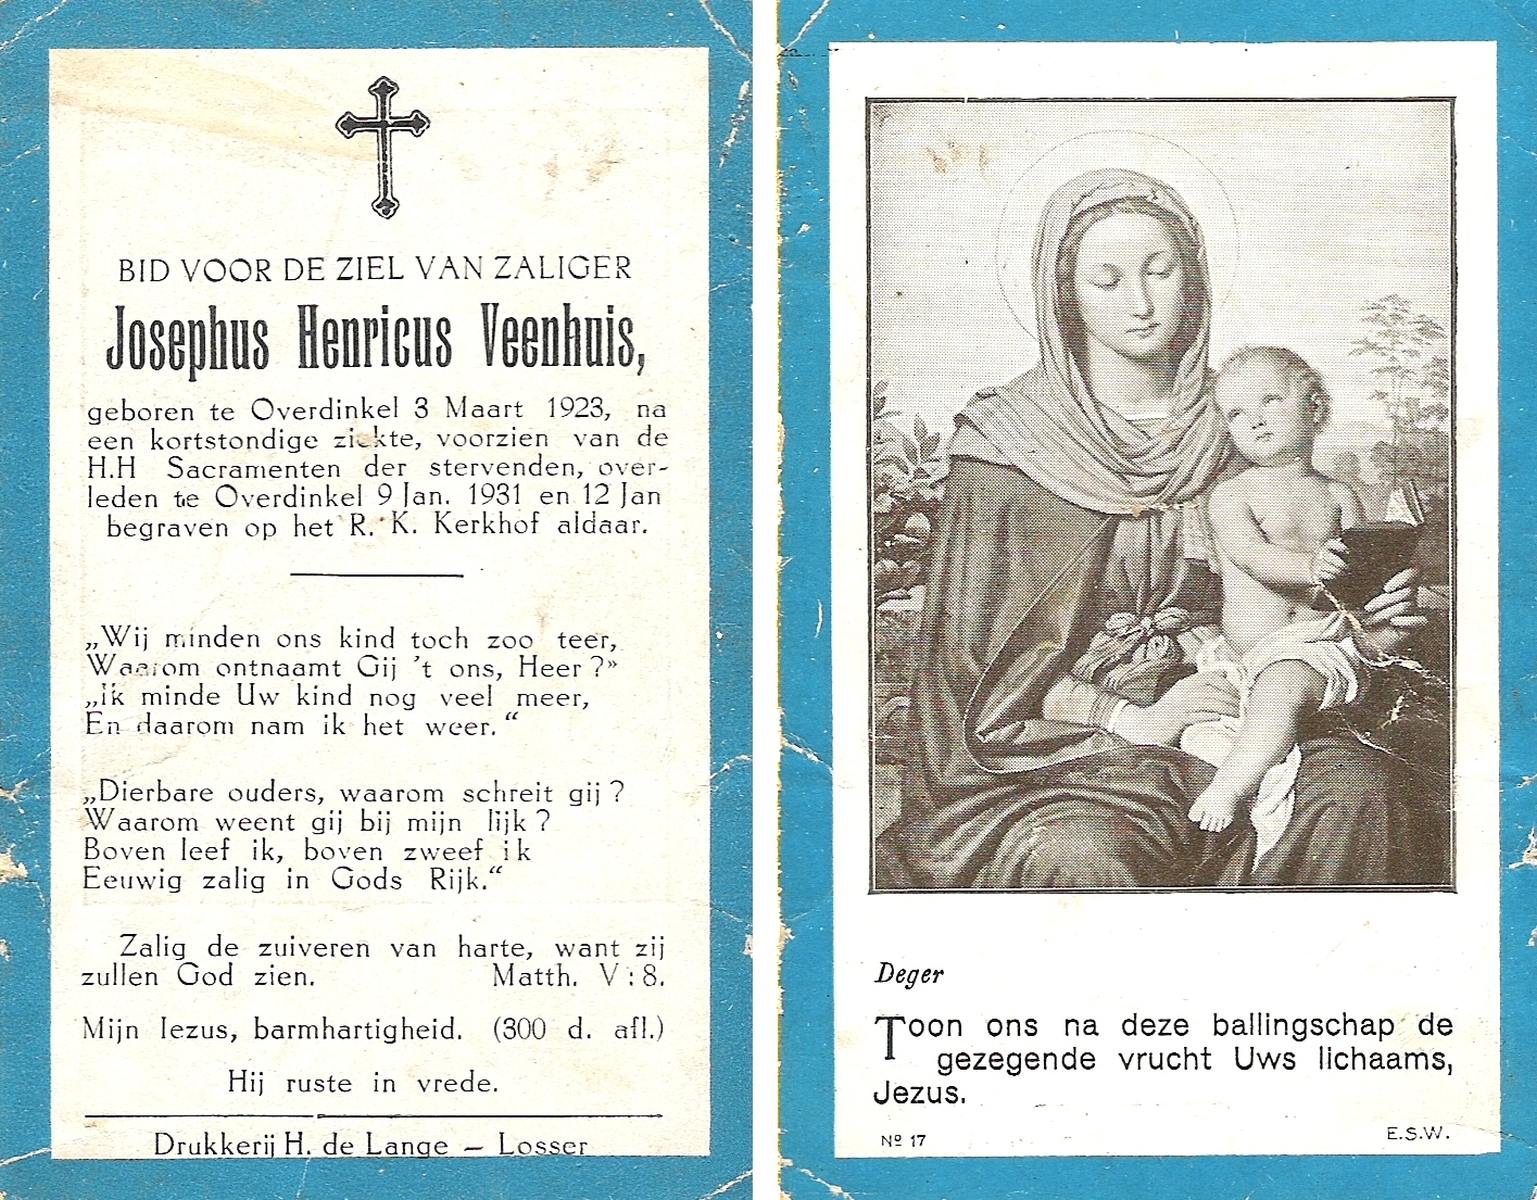 BID VOOR DE ZIEL VAN ZALIGER
Josephus Henricus Veenhuis,
geboren te Overdinkel 3 Maart 1923, na
een kortstondige ziekte, voorzien van de
H.H Sacramenten der stervenden, over-
leden te Overdinkel 9 Jan. 1931 en 12 Jan
begraven op het R. K. Kerkhof aldaar.
„Wij minden ons kind toch zoo teer,
Waarom ontnaamt Gij 't ons, Heer ?»
„Ik minde Uw kind nog veel meer,
En daarom nam ik het weer.“
„Dierbare ouders, waarom schreit gij ?
Waarom weent gij bij mijn lijk ?
Boven leef ik, boven zweef ik
Eeuwig zalig in Gods Rijk.“
Zalig de zuiveren van harte, want zij
zullen God zien. Matth. V : 8.
Mijn Iezus, barmhartigheid. (300 d. afl.)
Hij ruste in vrede.
Drukkerij H. de Lange — Losser
Deger
Toon ons na deze ballingschap de
gezegende vrucht Uws lichaams,
Jezus.
Nº 17
E.S.W.